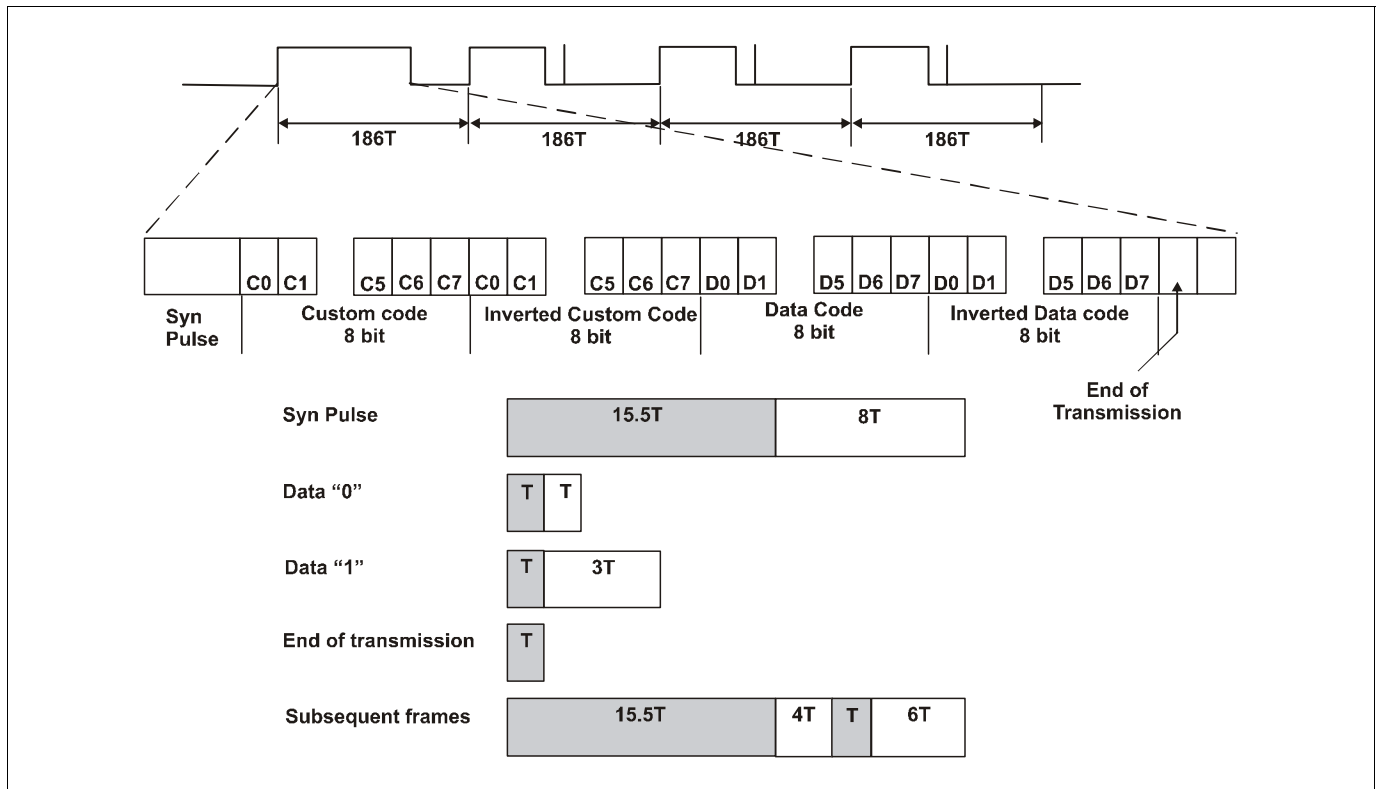 186T 186T 186T 186T
C0 C1 C5 C6 C7 C0 C1 C5 C6 C7 D0 D1 D5 D6 D7 D0 D1 D5 D6 D7
Syn
Pulse
Custom code
8 bit
Inverted Custom Code
8 bit
Data Code
8 bit
Inverted Data code
8 bit
End of
Transmission
Syn Pulse 15.5T 8T
Data “0” T T
Data “1” T 3T
End of transmission T
Subsequent frames 15.5T 4T T 6T